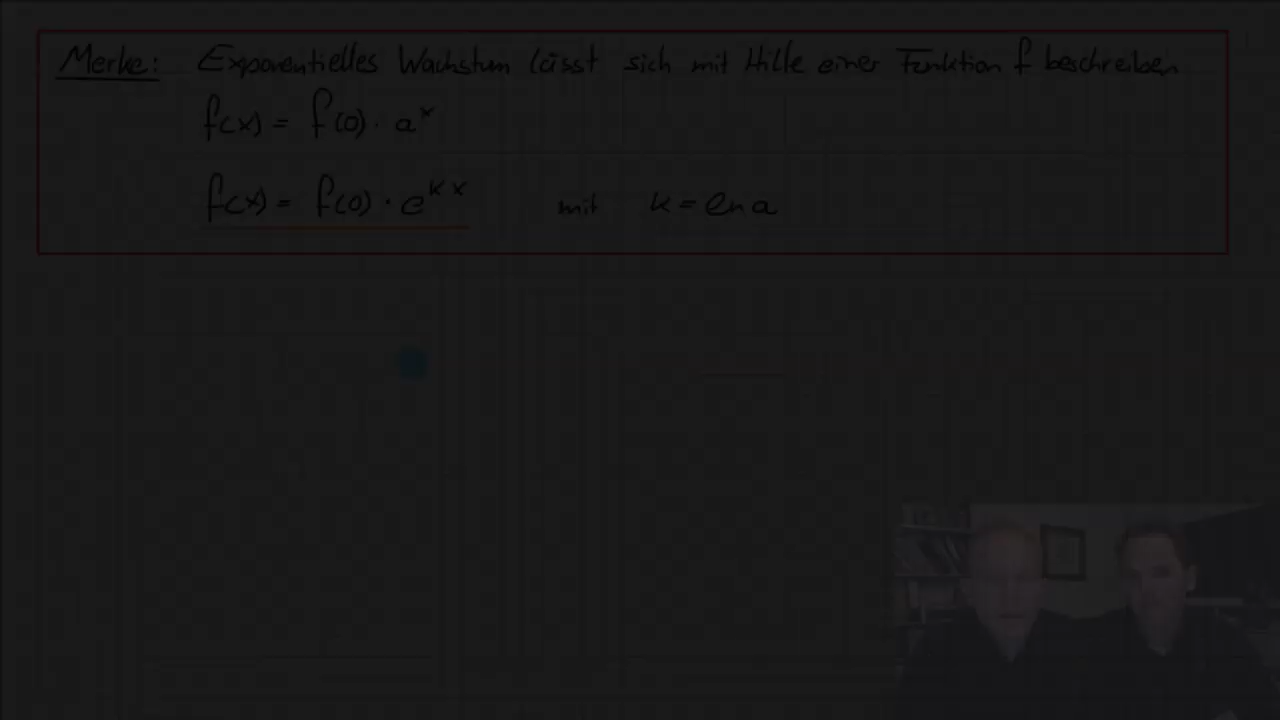 Merke: Exponentielles Wachstum lässt sich mit Hilfe einer Funktion f beschreiben
f(x) = f(0) · a^x
f(x) = f(0) · e^{kx} mit k = ln a